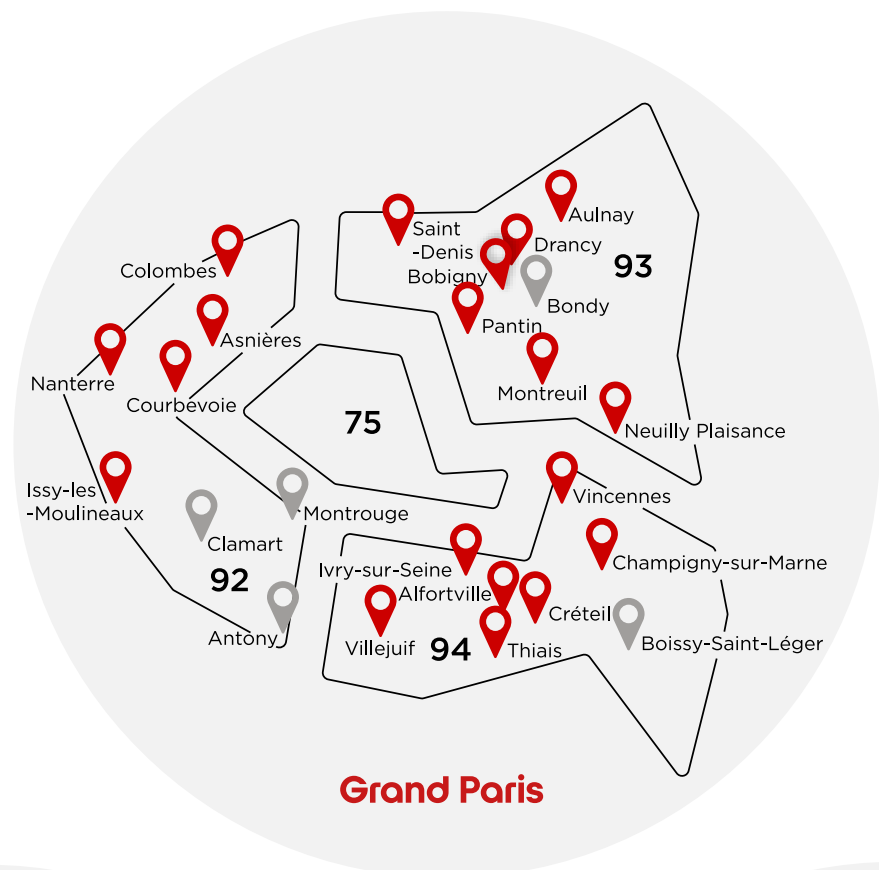 Aulnay
Saint
-Denis
Drancy
93
Bobigny
Colombes
Bondy
Pantin
Asnières
Nanterre
Courbevoie
Montreuil
75
Neuilly Plaisance
Issy-les
-Moulineaux
Vincennes
Montrouge
Clamart
Champigny-sur-Marne
Ivry-sur-Seine
92
Alfortville
Créteil
Antony
Villejuif
94
Thiais
Boissy-Saint-Léger
Grand Paris